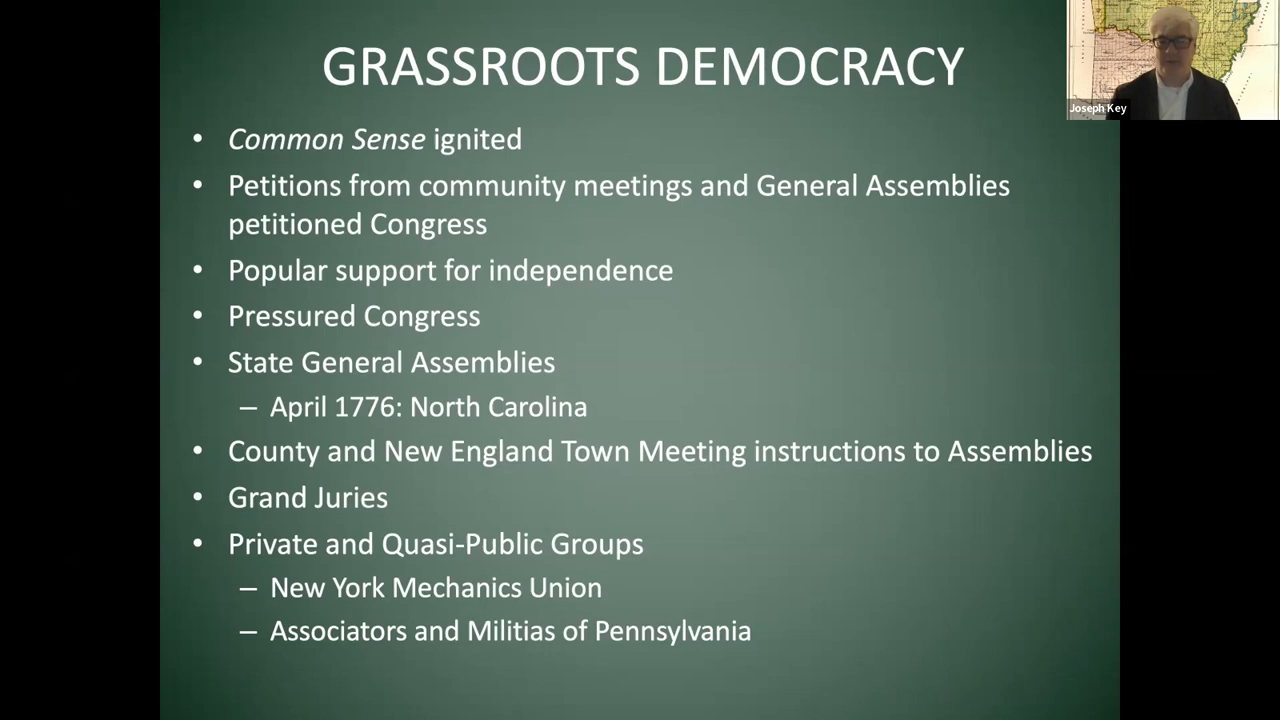 GRASSROOTS DEMOCRACY
Joseph Key
• Common Sense ignited
• Petitions from community meetings and General Assemblies
petitioned Congress
• Popular support for independence
• Pressured Congress
• State General Assemblies
– April 1776: North Carolina
• County and New England Town Meeting instructions to Assemblies
• Grand Juries
• Private and Quasi-Public Groups
– New York Mechanics Union
– Associators and Militias of Pennsylvania